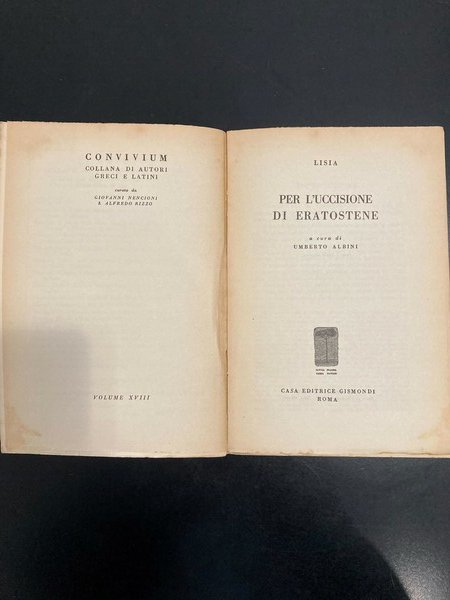 CONVIVIUM
COLLANA DI AUTORI
GRECI E LATINI
curata da
GIOVANNI NENCIONI
E ALFREDO RIZZO
VOLUME XVIII
LISIA
PER L'UCCISIONE
DI ERATOSTENE
a cura di
UMBERTO ALBINI
CASA EDITRICE GISMONDI
ROMA